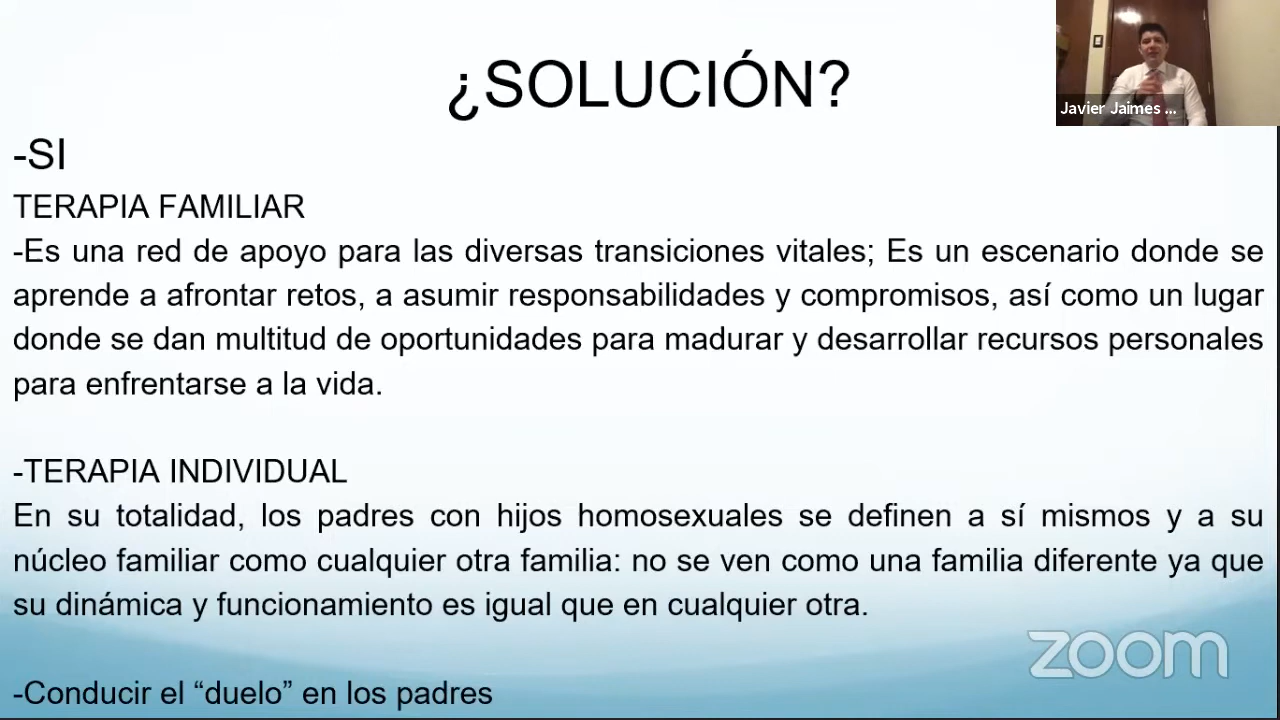 ¿SOLUCIÓN?
Javier Jaimes ...
-SI
TERAPIA FAMILIAR
-Es una red de apoyo para las diversas transiciones vitales; Es un escenario donde se
aprende a afrontar retos, a asumir responsabilidades y compromisos, así como un lugar
donde se dan multitud de oportunidades para madurar y desarrollar recursos personales
para enfrentarse a la vida.
-TERAPIA INDIVIDUAL
En su totalidad, los padres con hijos homosexuales se definen a sí mismos y a su
núcleo familiar como cualquier otra familia: no se ven como una familia diferente ya que
su dinámica y funcionamiento es igual que en cualquier otra.
zoom
-Conducir el “duelo” en los padres